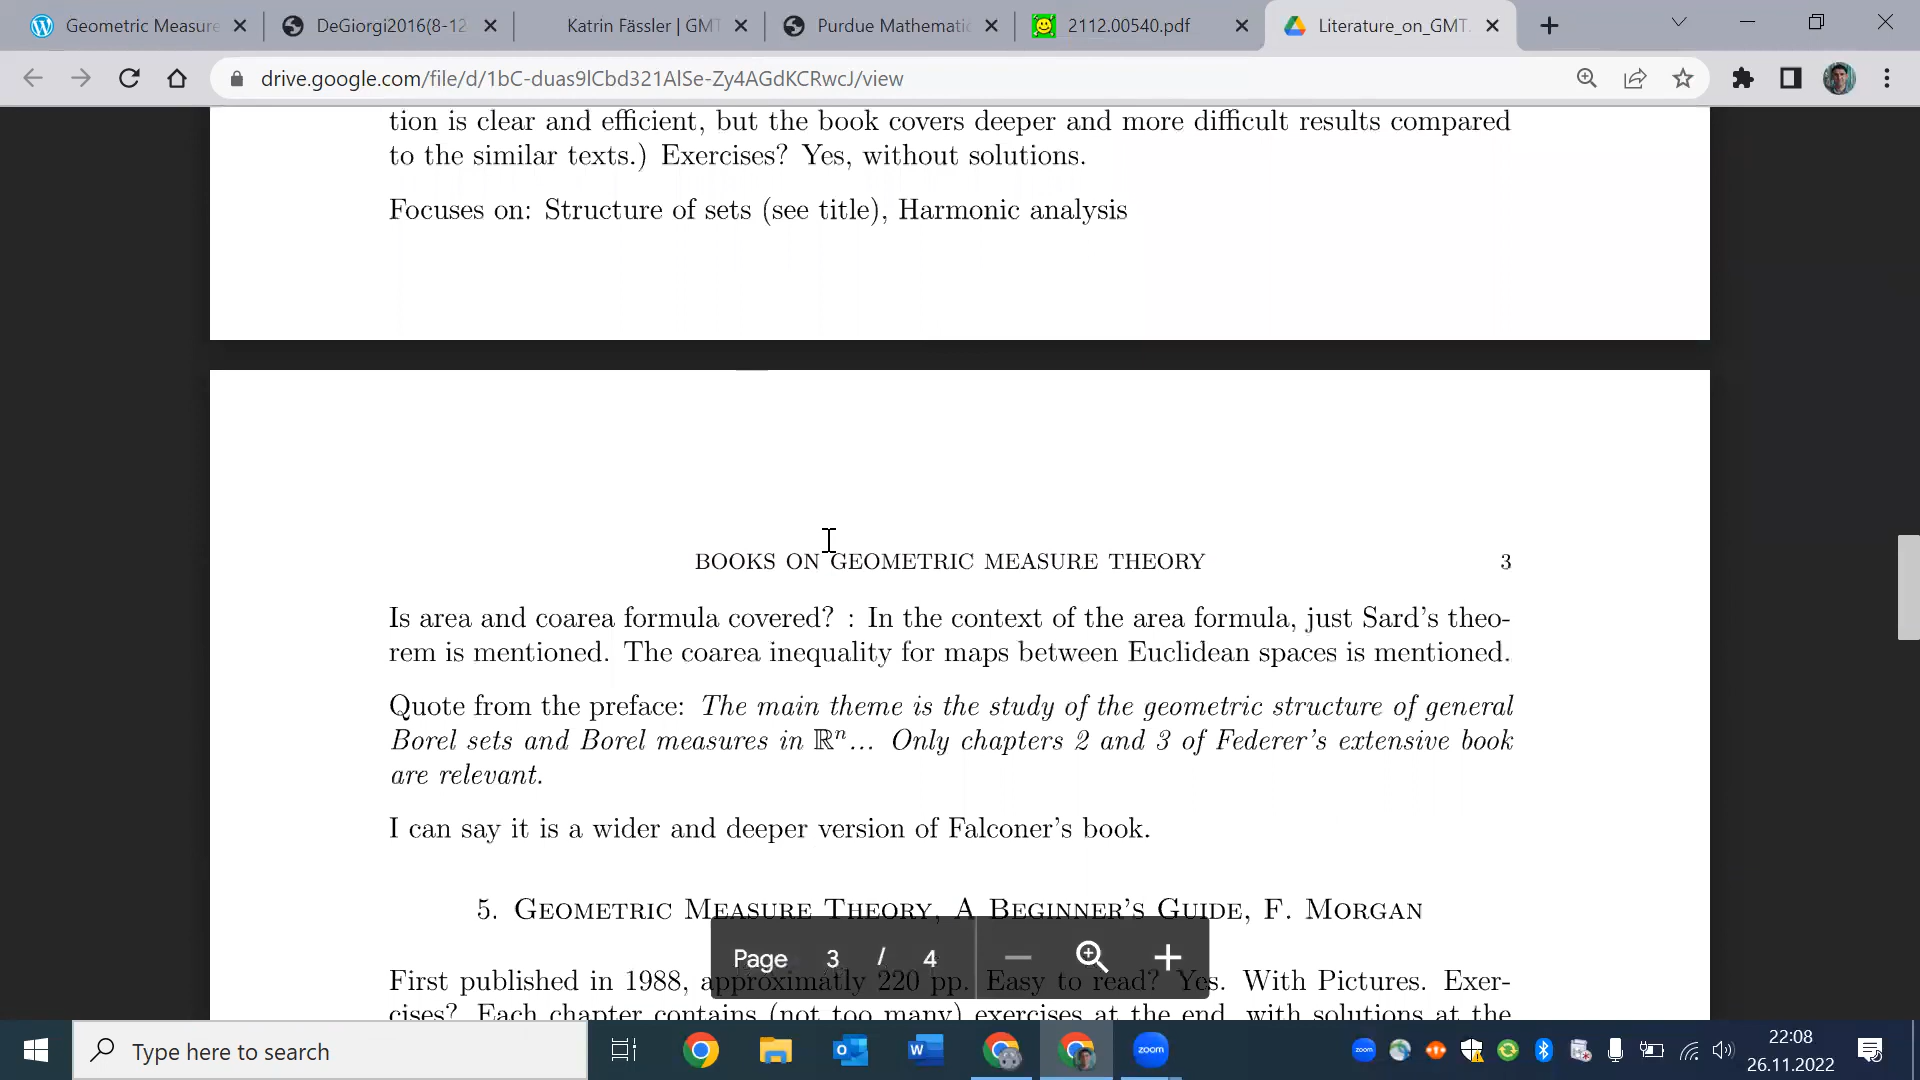 Geometric Measure
DeGiorgi2016(8-12
Katrin Fässler | GMT
Purdue Mathematic
2112.00540.pdf
Literature_on_GMT.
drive.google.com/file/d/1bC-duas9lCbd321AlSe-Zy4AGdKCRwcJ/view
tion is clear and efficient, but the book covers deeper and more difficult results compared
to the similar texts.) Exercises? Yes, without solutions.
Focuses on: Structure of sets (see title), Harmonic analysis
BOOKS ON GEOMETRIC MEASURE THEORY 3
Is area and coarea formula covered? : In the context of the area formula, just Sard's theo-
rem is mentioned. The coarea inequality for maps between Euclidean spaces is mentioned.
Quote from the preface: The main theme is the study of the geometric structure of general
Borel sets and Borel measures in ℝⁿ... Only chapters 2 and 3 of Federer's extensive book
are relevant.
I can say it is a wider and deeper version of Falconer's book.
5. Geometric Measure Theory, A Beginner's Guide, F. Morgan
Page 3 / 4
First published in 1988, approximatly 220 pp. Easy to read? Yes. With Pictures. Exer-
cises? Each chapter contains (not too many) exercises at the end, with solutions at the
Type here to search
zoom
zoom
22:08
26.11.2022